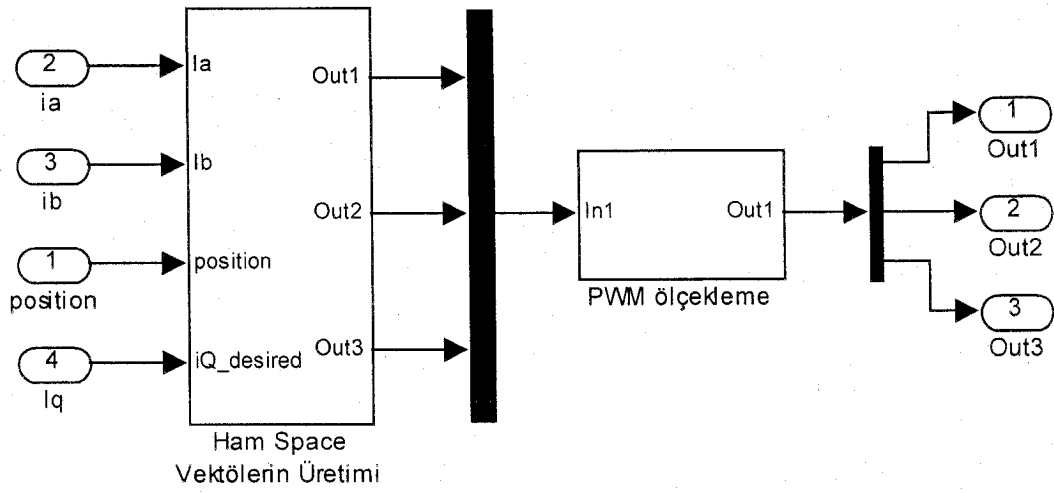 2
ia
3
ib
1
position
4
Iq
Ia
Ib
position
iQ_desired
Out1
Out2
Out3
Ham Space
Vektölerin Üretimi
In1
Out1
PWM ölçekleme
1
Out1
2
Out2
3
Out3